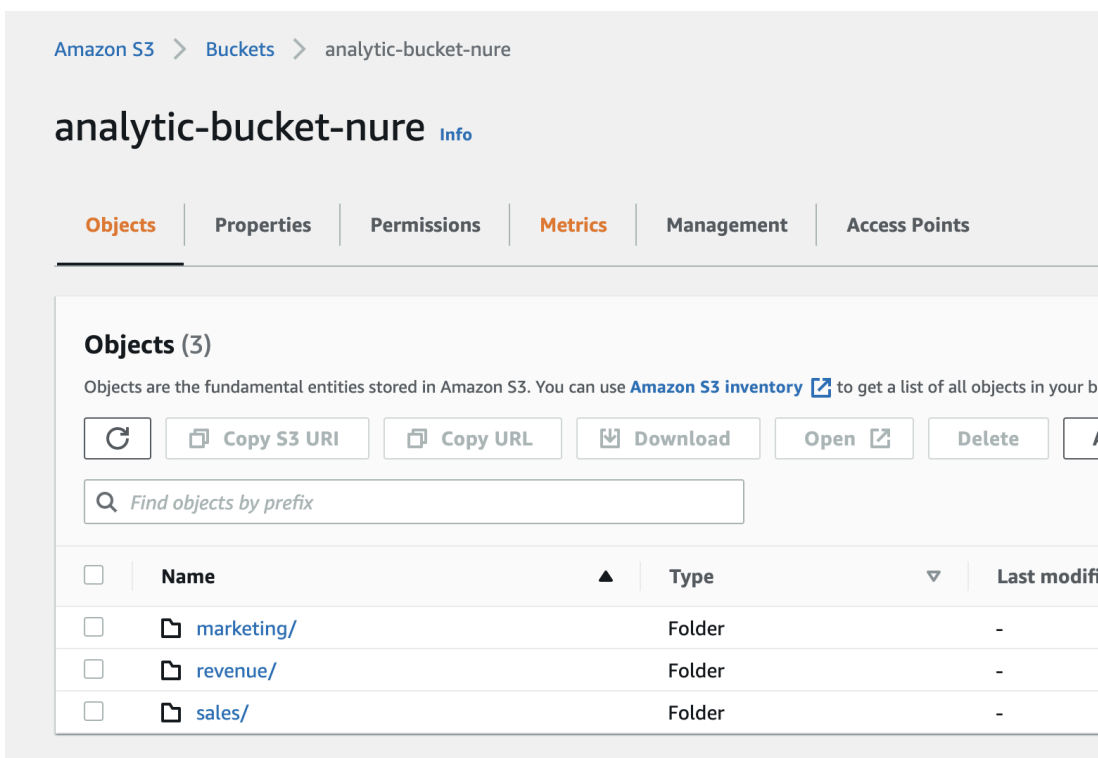 Amazon S3 > Buckets > analytic-bucket-nure
analytic-bucket-nure Info
Objects Properties Permissions Metrics Management Access Points
Objects (3)
Objects are the fundamental entities stored in Amazon S3. You can use Amazon S3 inventory to get a list of all objects in your b
Copy S3 URI Copy URL Download Open Delete
Find objects by prefix
Name Type Last modifi
marketing/ Folder -
revenue/ Folder -
sales/ Folder -